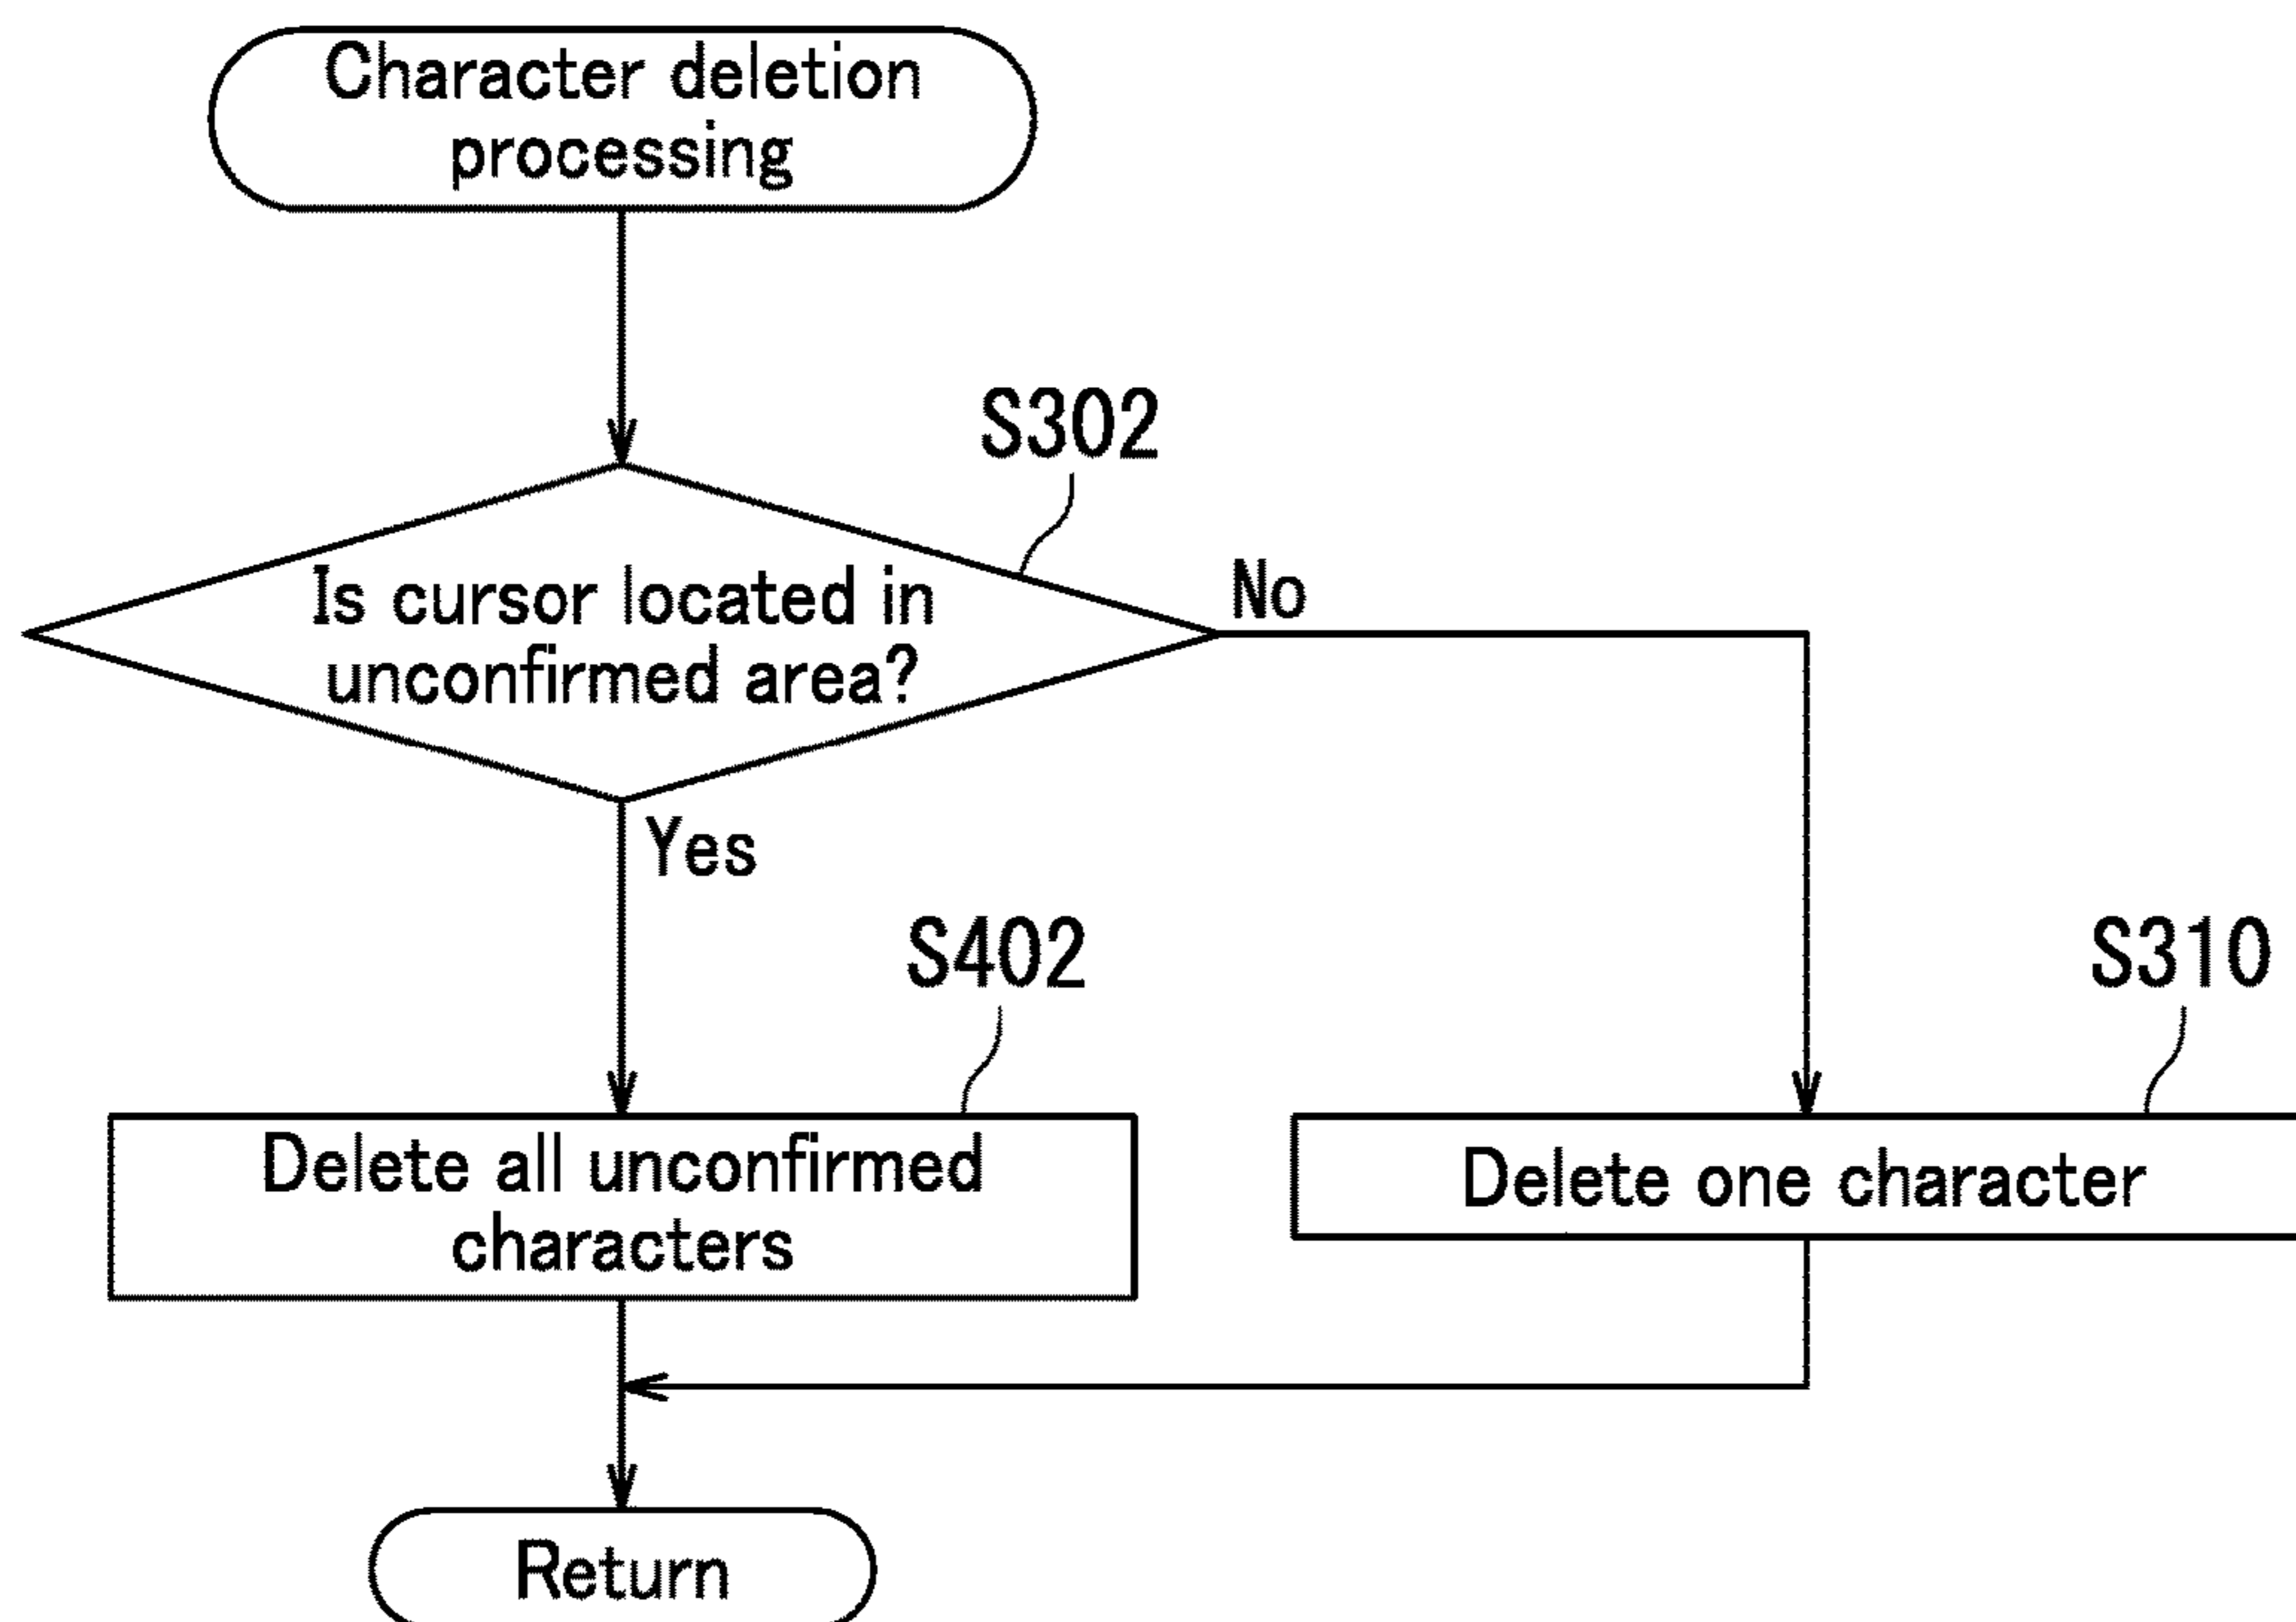 Character deletion
processing
S302
Is cursor located in
unconfirmed area?
No
Yes
S402
S310
Delete all unconfirmed
characters
Delete one character
Return